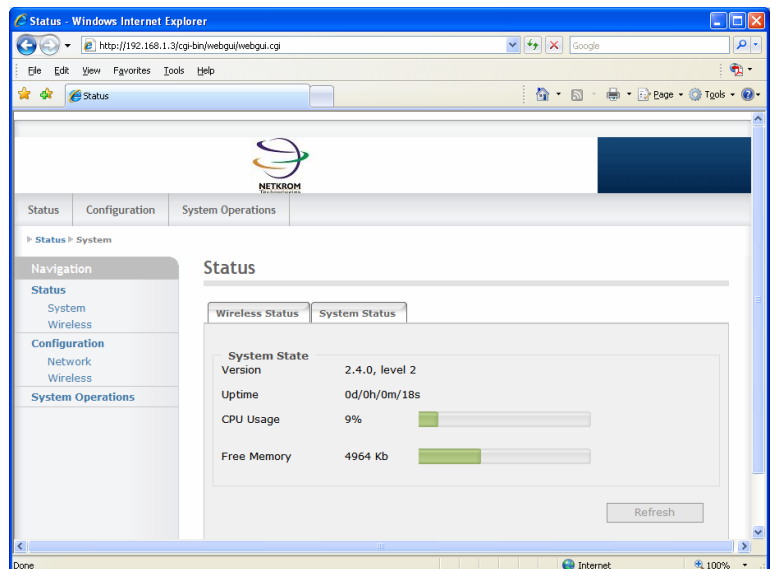 Status - Windows Internet Explorer
http://192.168.1.3/cgi-bin/webgui/webgui.cgi
Google
File Edit View Favorites Tools Help
Status
Page Tools
NETKROM
Technologies
Status Configuration System Operations
Status System
Navigation
Status
System
Wireless
Configuration
Network
Wireless
System Operations
Status
Wireless Status System Status
System State
Version 2.4.0, level 2
Uptime 0d/0h/0m/18s
CPU Usage 9%
Free Memory 4964 Kb
Refresh
Done Internet 100%